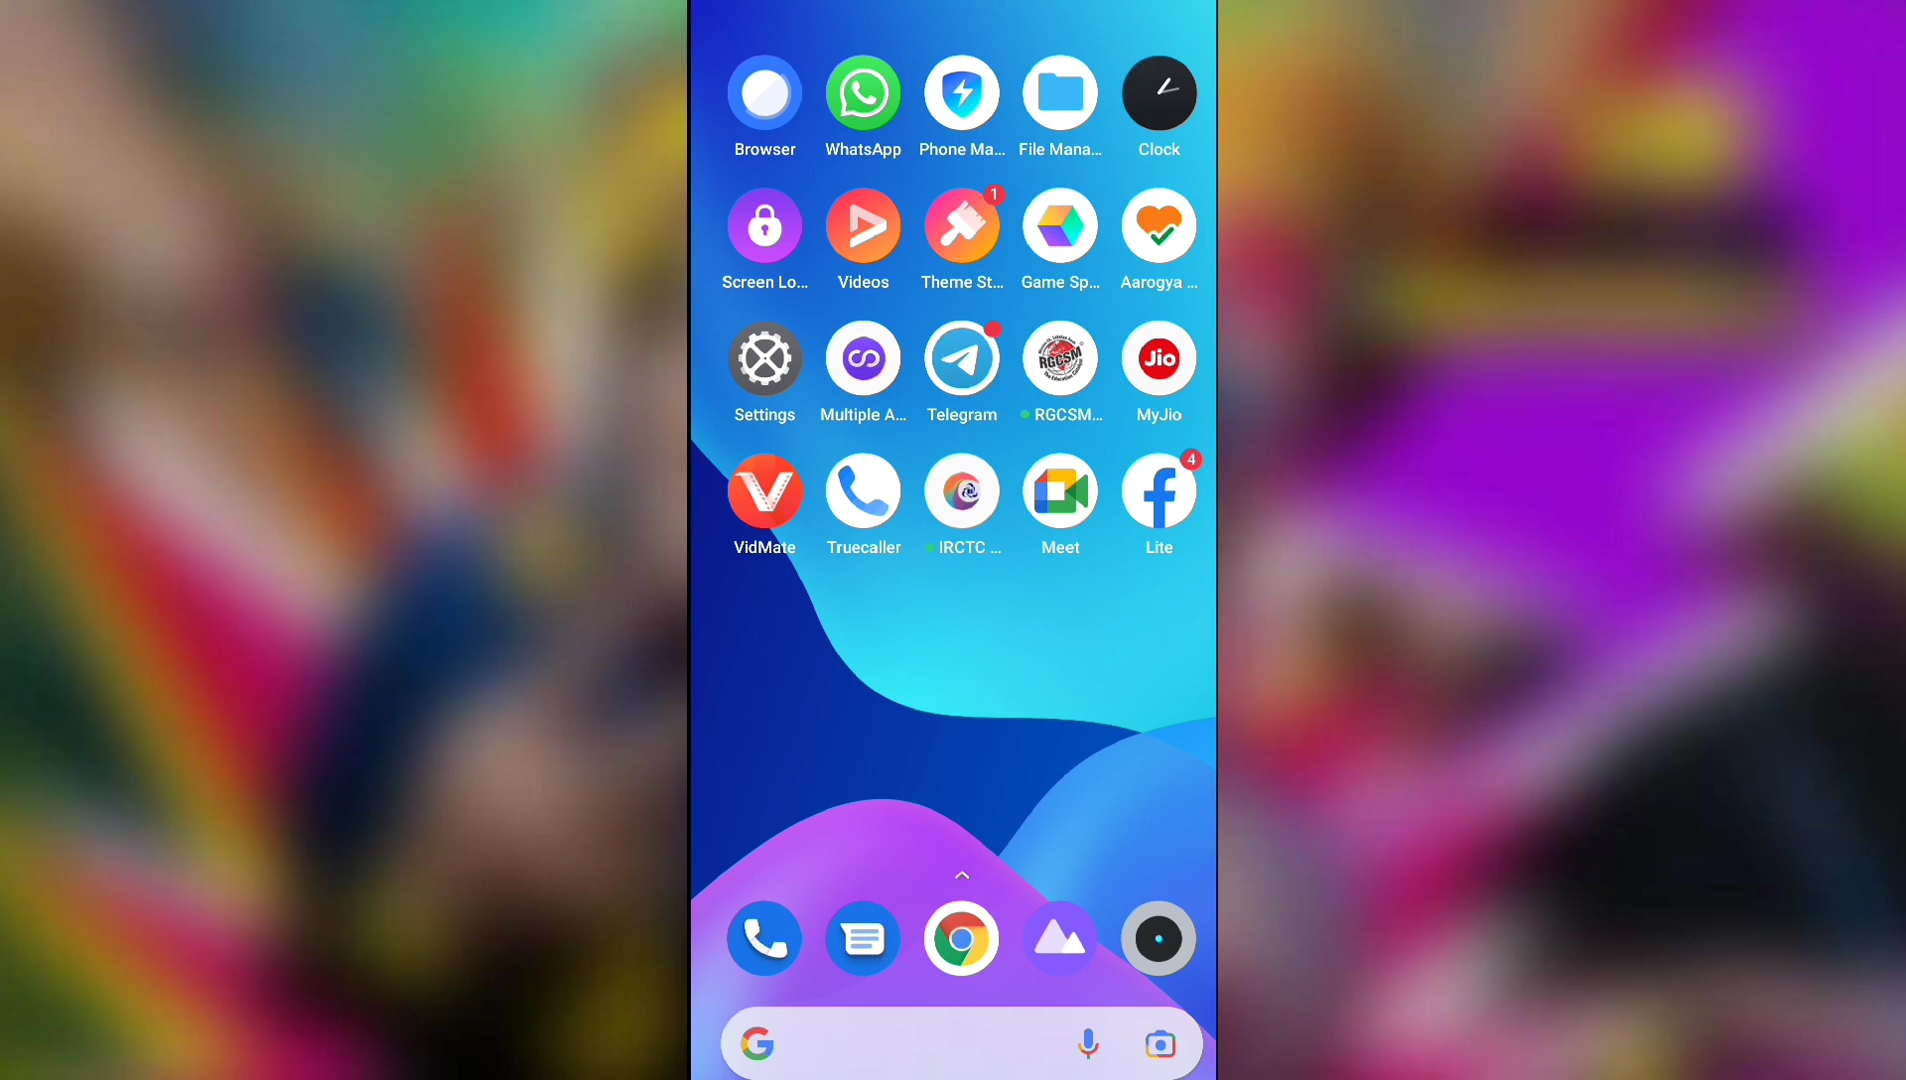 Browser WhatsApp Phone Ma... File Mana... Clock
1
Screen Lo... Videos Theme St... Game Sp... Aarogya ...
RGCSM
Jio
Settings Multiple A... Telegram RGCSM... MyJio
4
VidMate Truecaller IRCTC ... Meet Lite